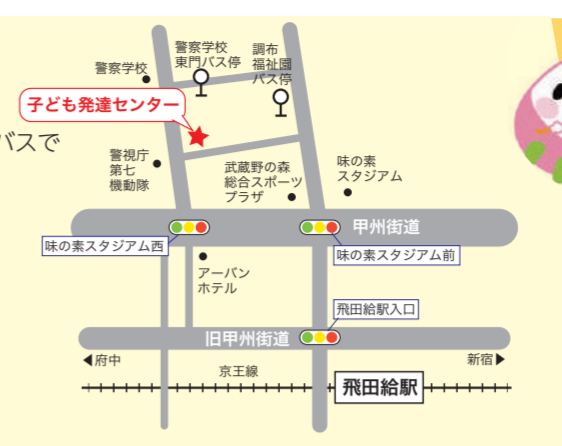 警察学校
東門バス停
調布
福祉園
バス停
警察学校
子ども発達センター
バスで
警視庁
第七
機動隊
武蔵野の森
総合スポーツ
プラザ
味の素
スタジアム
甲州街道
味の素スタジアム西
味の素スタジアム前
アーバン
ホテル
飛田給駅入口
旧甲州街道
◀府中
新宿▶
京王線
飛田給駅